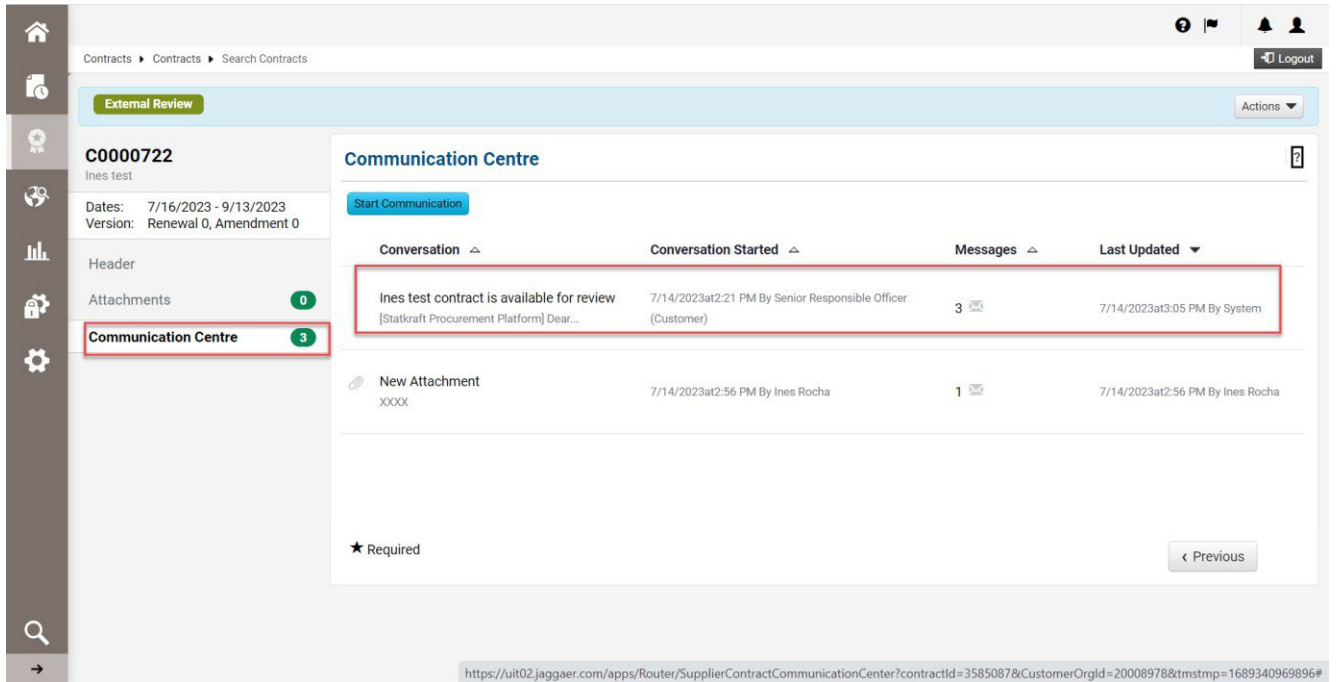 Contracts ▶ Contracts ▶ Search Contracts
Logout
External Review
Actions
C0000722
Ines test
Dates: 7/16/2023 - 9/13/2023
Version: Renewal 0, Amendment 0
Header
Attachments 0
Communication Centre 3
Communication Centre
?
Start Communication
Conversation Conversation Started Messages Last Updated
Ines test contract is available for review 7/14/2023at2:21 PM By Senior Responsible Officer 3 7/14/2023at3:05 PM By System
[Statkraft Procurement Platform] Dear... (Customer)
New Attachment 7/14/2023at2:56 PM By Ines Rocha 1 7/14/2023at2:56 PM By Ines Rocha
XXXX
★ Required
‹ Previous
https://uit02.jaggaer.com/apps/Router/SupplierContractCommunicationCenter?contractId=3585087&CustomerOrgId=20008978&tmstmp=1689340969896#